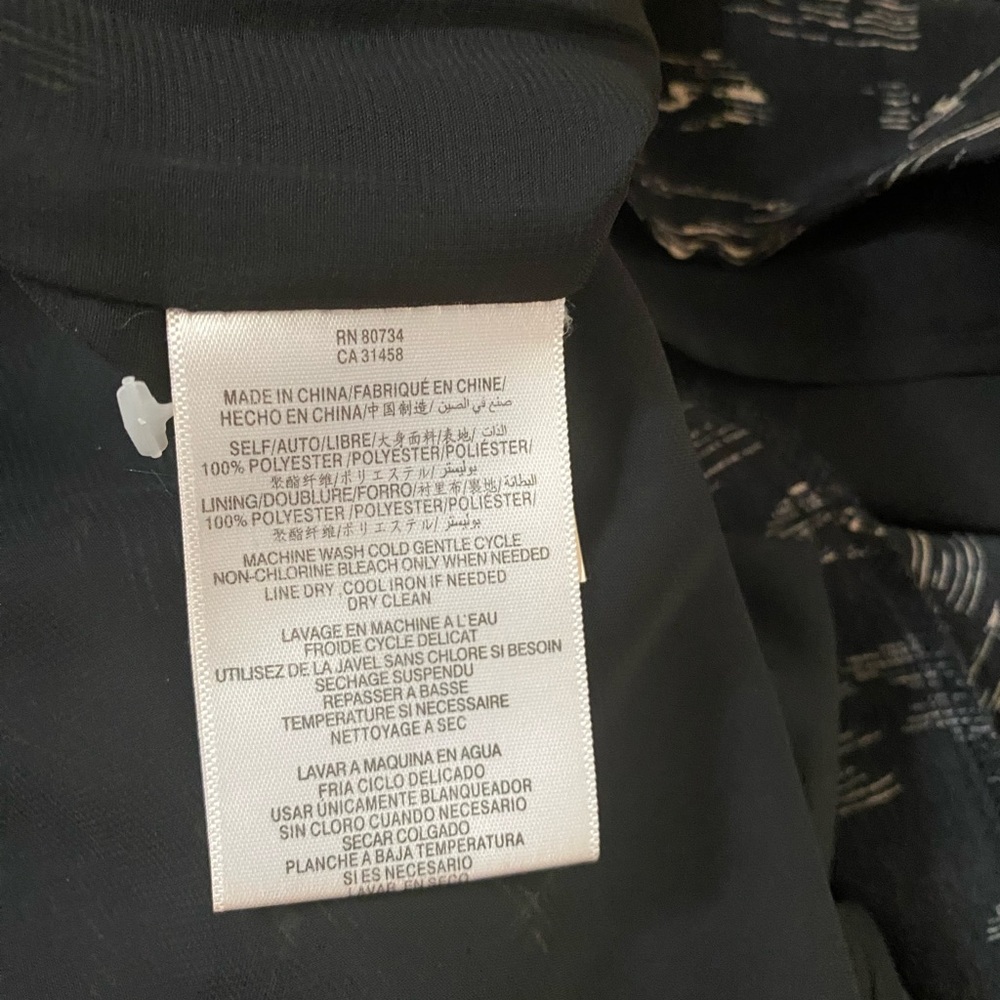 RN 80734
CA 31458
MADE IN CHINA/FABRIQUÉ EN CHINE/
HECHO EN CHINA/中国制造/ صنع في الصين
SELF/AUTO/LIBRE/大身面料/表地/ الذات
100% POLYESTER /POLYESTER/POLIÉSTER/
聚酯纤维/ポリエステル/ بوليستر
LINING/DOUBLURE/FORRO/衬里布/裏地/ البطانة
100% POLYESTER /POLYESTER/POLIÉSTER/
聚酯纤维/ポリエステル/ بوليستر
MACHINE WASH COLD GENTLE CYCLE
NON-CHLORINE BLEACH ONLY WHEN NEEDED
LINE DRY ,COOL IRON IF NEEDED
DRY CLEAN
LAVAGE EN MACHINE A L'EAU
FROIDE CYCLE DELICAT
UTILISEZ DE LA JAVEL SANS CHLORE SI BESOIN
SECHAGE SUSPENDU
REPASSER A BASSE
TEMPERATURE SI NECESSAIRE
NETTOYAGE A SEC
LAVAR A MAQUINA EN AGUA
FRIA CICLO DELICADO
USAR ÚNICAMENTE BLANQUEADOR
SIN CLORO CUANDO NECESARIO
SECAR COLGADO
PLANCHE A BAJA TEMPERATURA
SI ES NECESARIO
LAVAR EN SECO